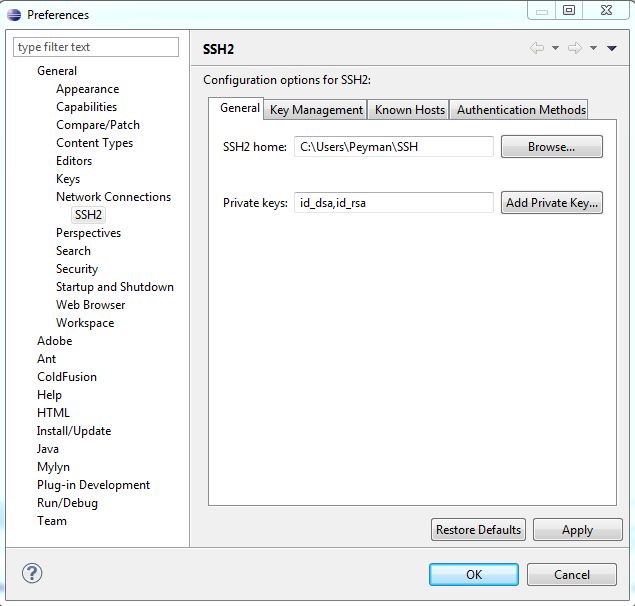 Preferences
type filter text
General
Appearance
Capabilities
Compare/Patch
Content Types
Editors
Keys
Network Connections
SSH2
Perspectives
Search
Security
Startup and Shutdown
Web Browser
Workspace
Adobe
Ant
ColdFusion
Help
HTML
Install/Update
Java
Mylyn
Plug-in Development
Run/Debug
Team
SSH2
Configuration options for SSH2:
General Key Management Known Hosts Authentication Methods
SSH2 home: C:\Users\Peyman\SSH Browse...
Private keys: id_dsa,id_rsa Add Private Key...
Restore Defaults Apply
? OK Cancel